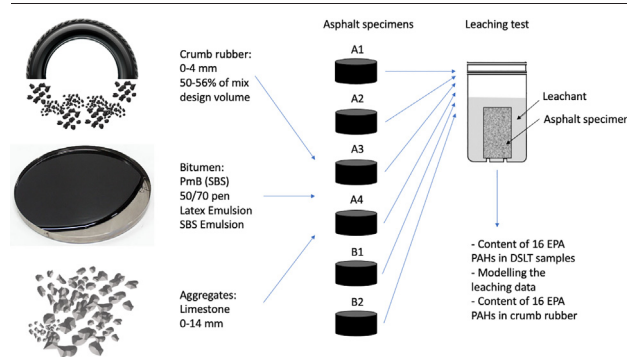 Asphalt specimens
Leaching test
Crumb rubber:
0-4 mm
50-56% of mix
design volume
Bitumen:
PmB (SBS)
50/70 pen
Latex Emulsion
SBS Emulsion
Aggregates:
Limestone
0-14 mm
A1
A2
A3
A4
B1
B2
Leachant
Asphalt specimen
- Content of 16 EPA
PAHs in DSLT samples
- Modelling the
leaching data
- Content of 16 EPA
PAHs in crumb rubber